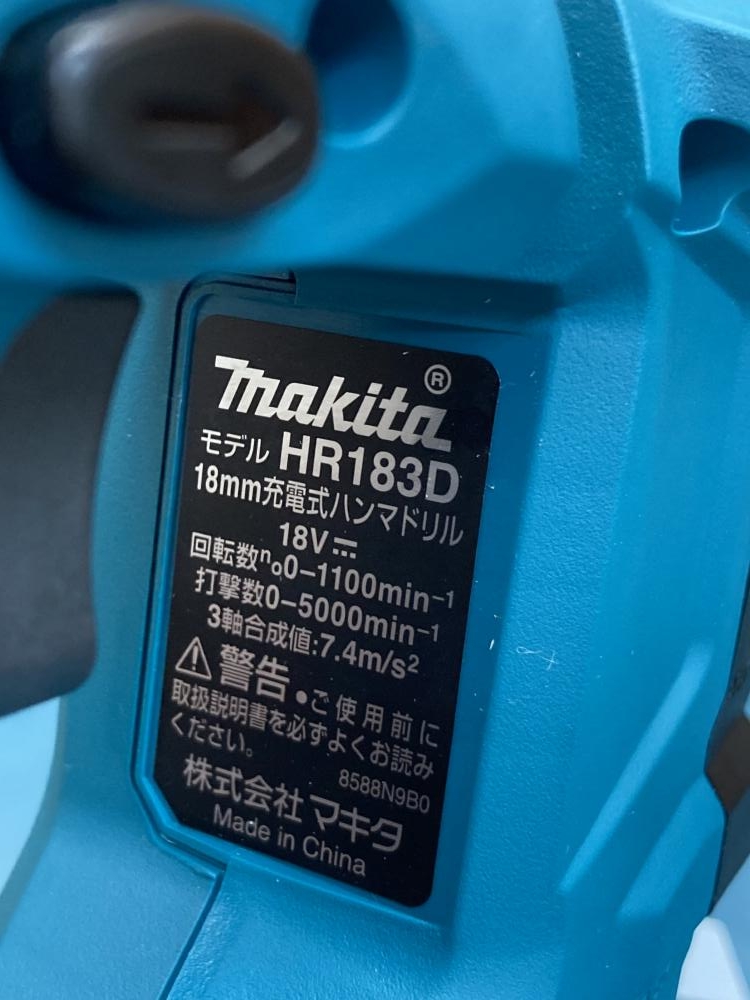 makita®
モデル HR183D
18mm充電式ハンマドリル
18V⎓
回転数n₀0-1100min⁻¹
打撃数0-5000min⁻¹
3軸合成値:7.4m/s²
⚠警告 ●ご使用前に
取扱説明書を必ずよくお読み
ください。
8588N9B0
株式会社マキタ
Made in China